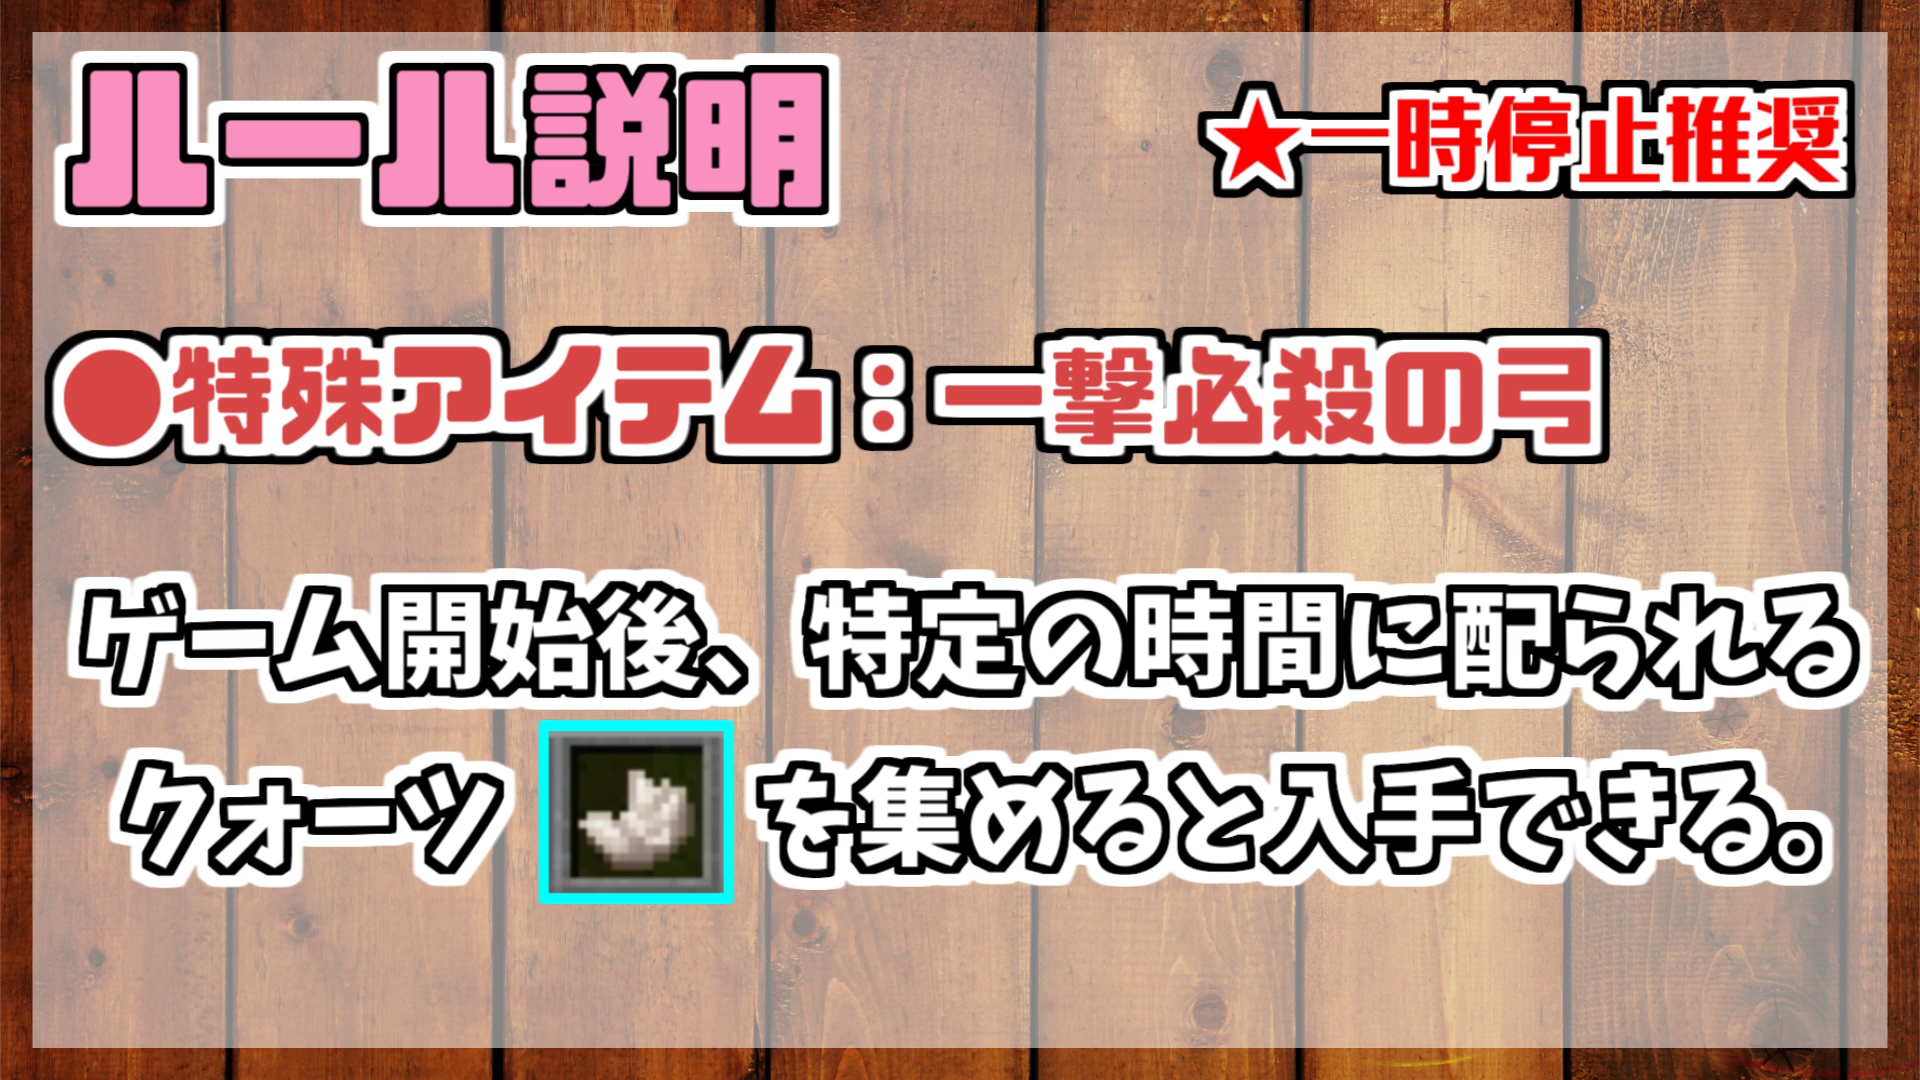 ルール説明
★一時停止推奨
●特殊アイテム：一撃必殺の弓
ゲーム開始後、特定の時間に配られる
クォーツ を集めると入手できる。